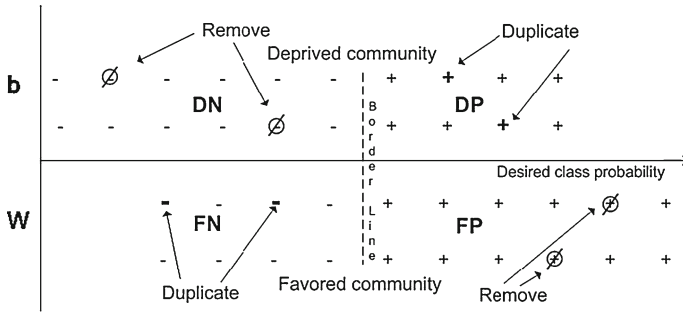 Remove
Duplicate
Deprived community
- - - - - - + + + +
b
DN
DP
- - - - - - + + + +
Border Line
Desired class probability
- - - - + + + + + +
W
FN
FP
- - - - + + + + + +
Duplicate
Favored community
Remove